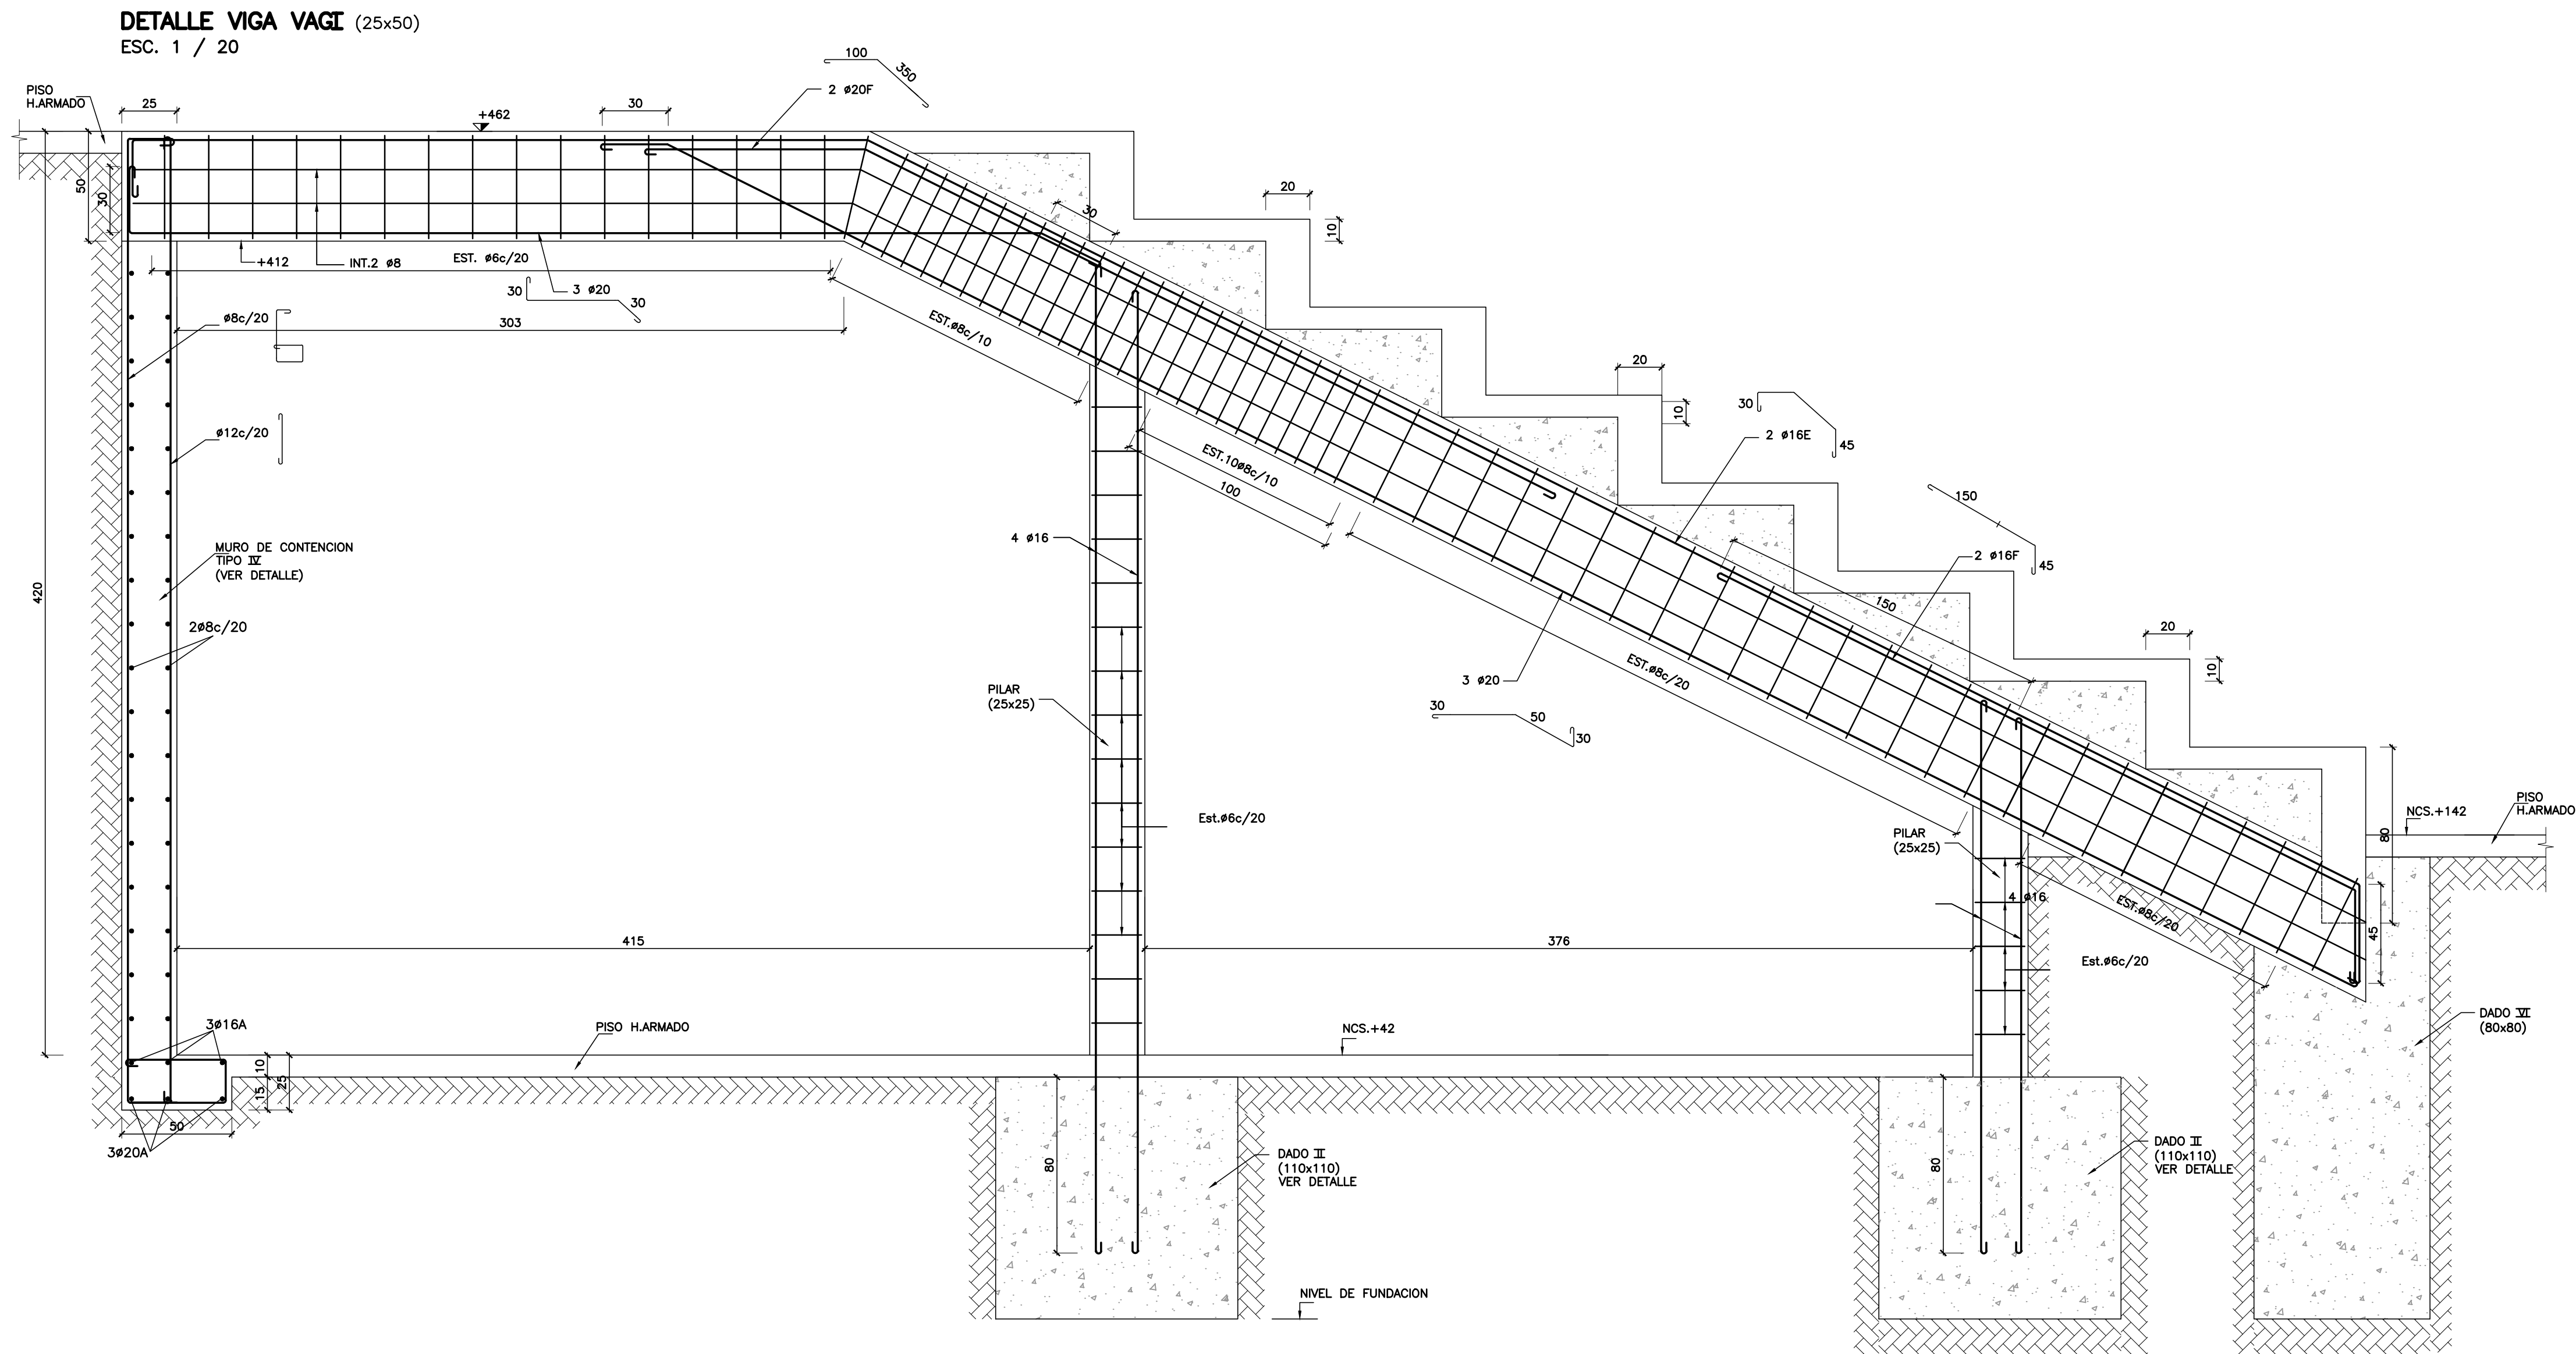 DETALLE VIGA VAGI (25x50)
ESC. 1 / 20
100
350
PISO
H.ARMADO
25
30
2 ø20F
+462
50
30
20
30
10
+412
INT.2 ø8
EST. ø6c/20
3 ø20
30
30
ø8c/20
303
EST.ø8c/10
20
10
30
45
ø12c/20
2 ø16E
EST.10ø8c/10
100
150
4 ø16
MURO DE CONTENCION
TIPO IV
(VER DETALLE)
2 ø16F
45
420
150
2ø8c/20
20
10
EST.ø8c/20
3 ø20
PILAR
(25x25)
30
50
30
Est.ø6c/20
PISO
H.ARMADO
NCS.+142
80
PILAR
(25x25)
4 ø16
EST.ø8c/20
45
415
376
Est.ø6c/20
3ø16A
PISO H.ARMADO
NCS.+42
DADO VI
(80x80)
10
15
25
50
3ø20A
80
DADO II
(110x110)
VER DETALLE
80
DADO II
(110x110)
VER DETALLE
NIVEL DE FUNDACION